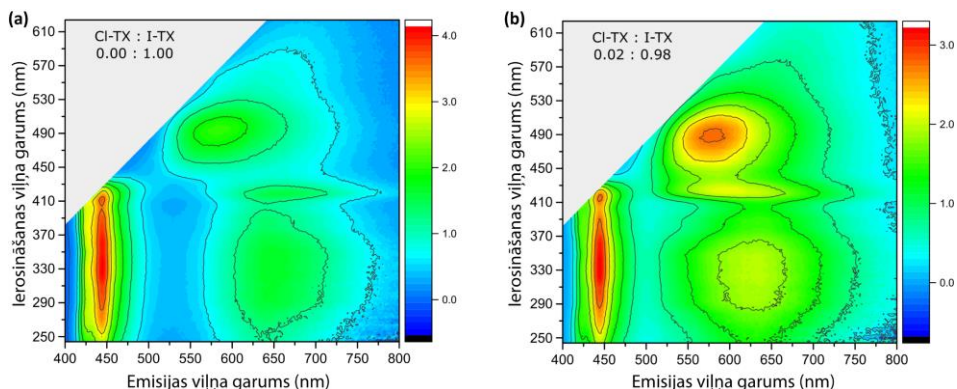 (a)
Cl-TX : I-TX
0.00 : 1.00
Ierosināšanas viļņa garums (nm)
610
570
530
490
450
410
370
330
290
250
400 450 500 550 600 650 700 750 800
Emisijas viļņa garums (nm)
4.0
3.0
2.0
1.0
0.0
(b)
Cl-TX : I-TX
0.02 : 0.98
Ierosināšanas viļņa garums (nm)
610
570
530
490
450
410
370
330
290
250
400 450 500 550 600 650 700 750 800
Emisijas viļņa garums (nm)
3.0
2.0
1.0
0.0